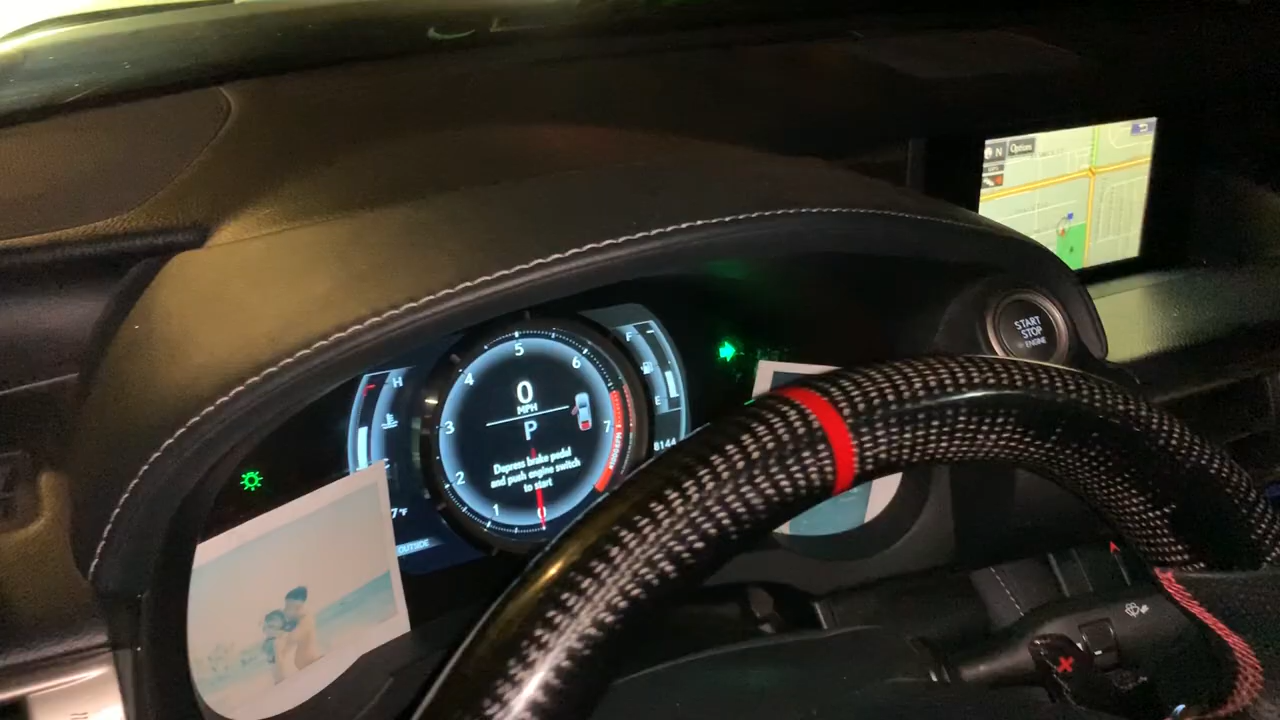 N Options
START
STOP
ENGINE
5
4
6
3
7
2
1
0
0
MPH
P
Depress brake pedal
and push engine switch
to start
H
C
F
E
8144
7°F
OUTSIDE